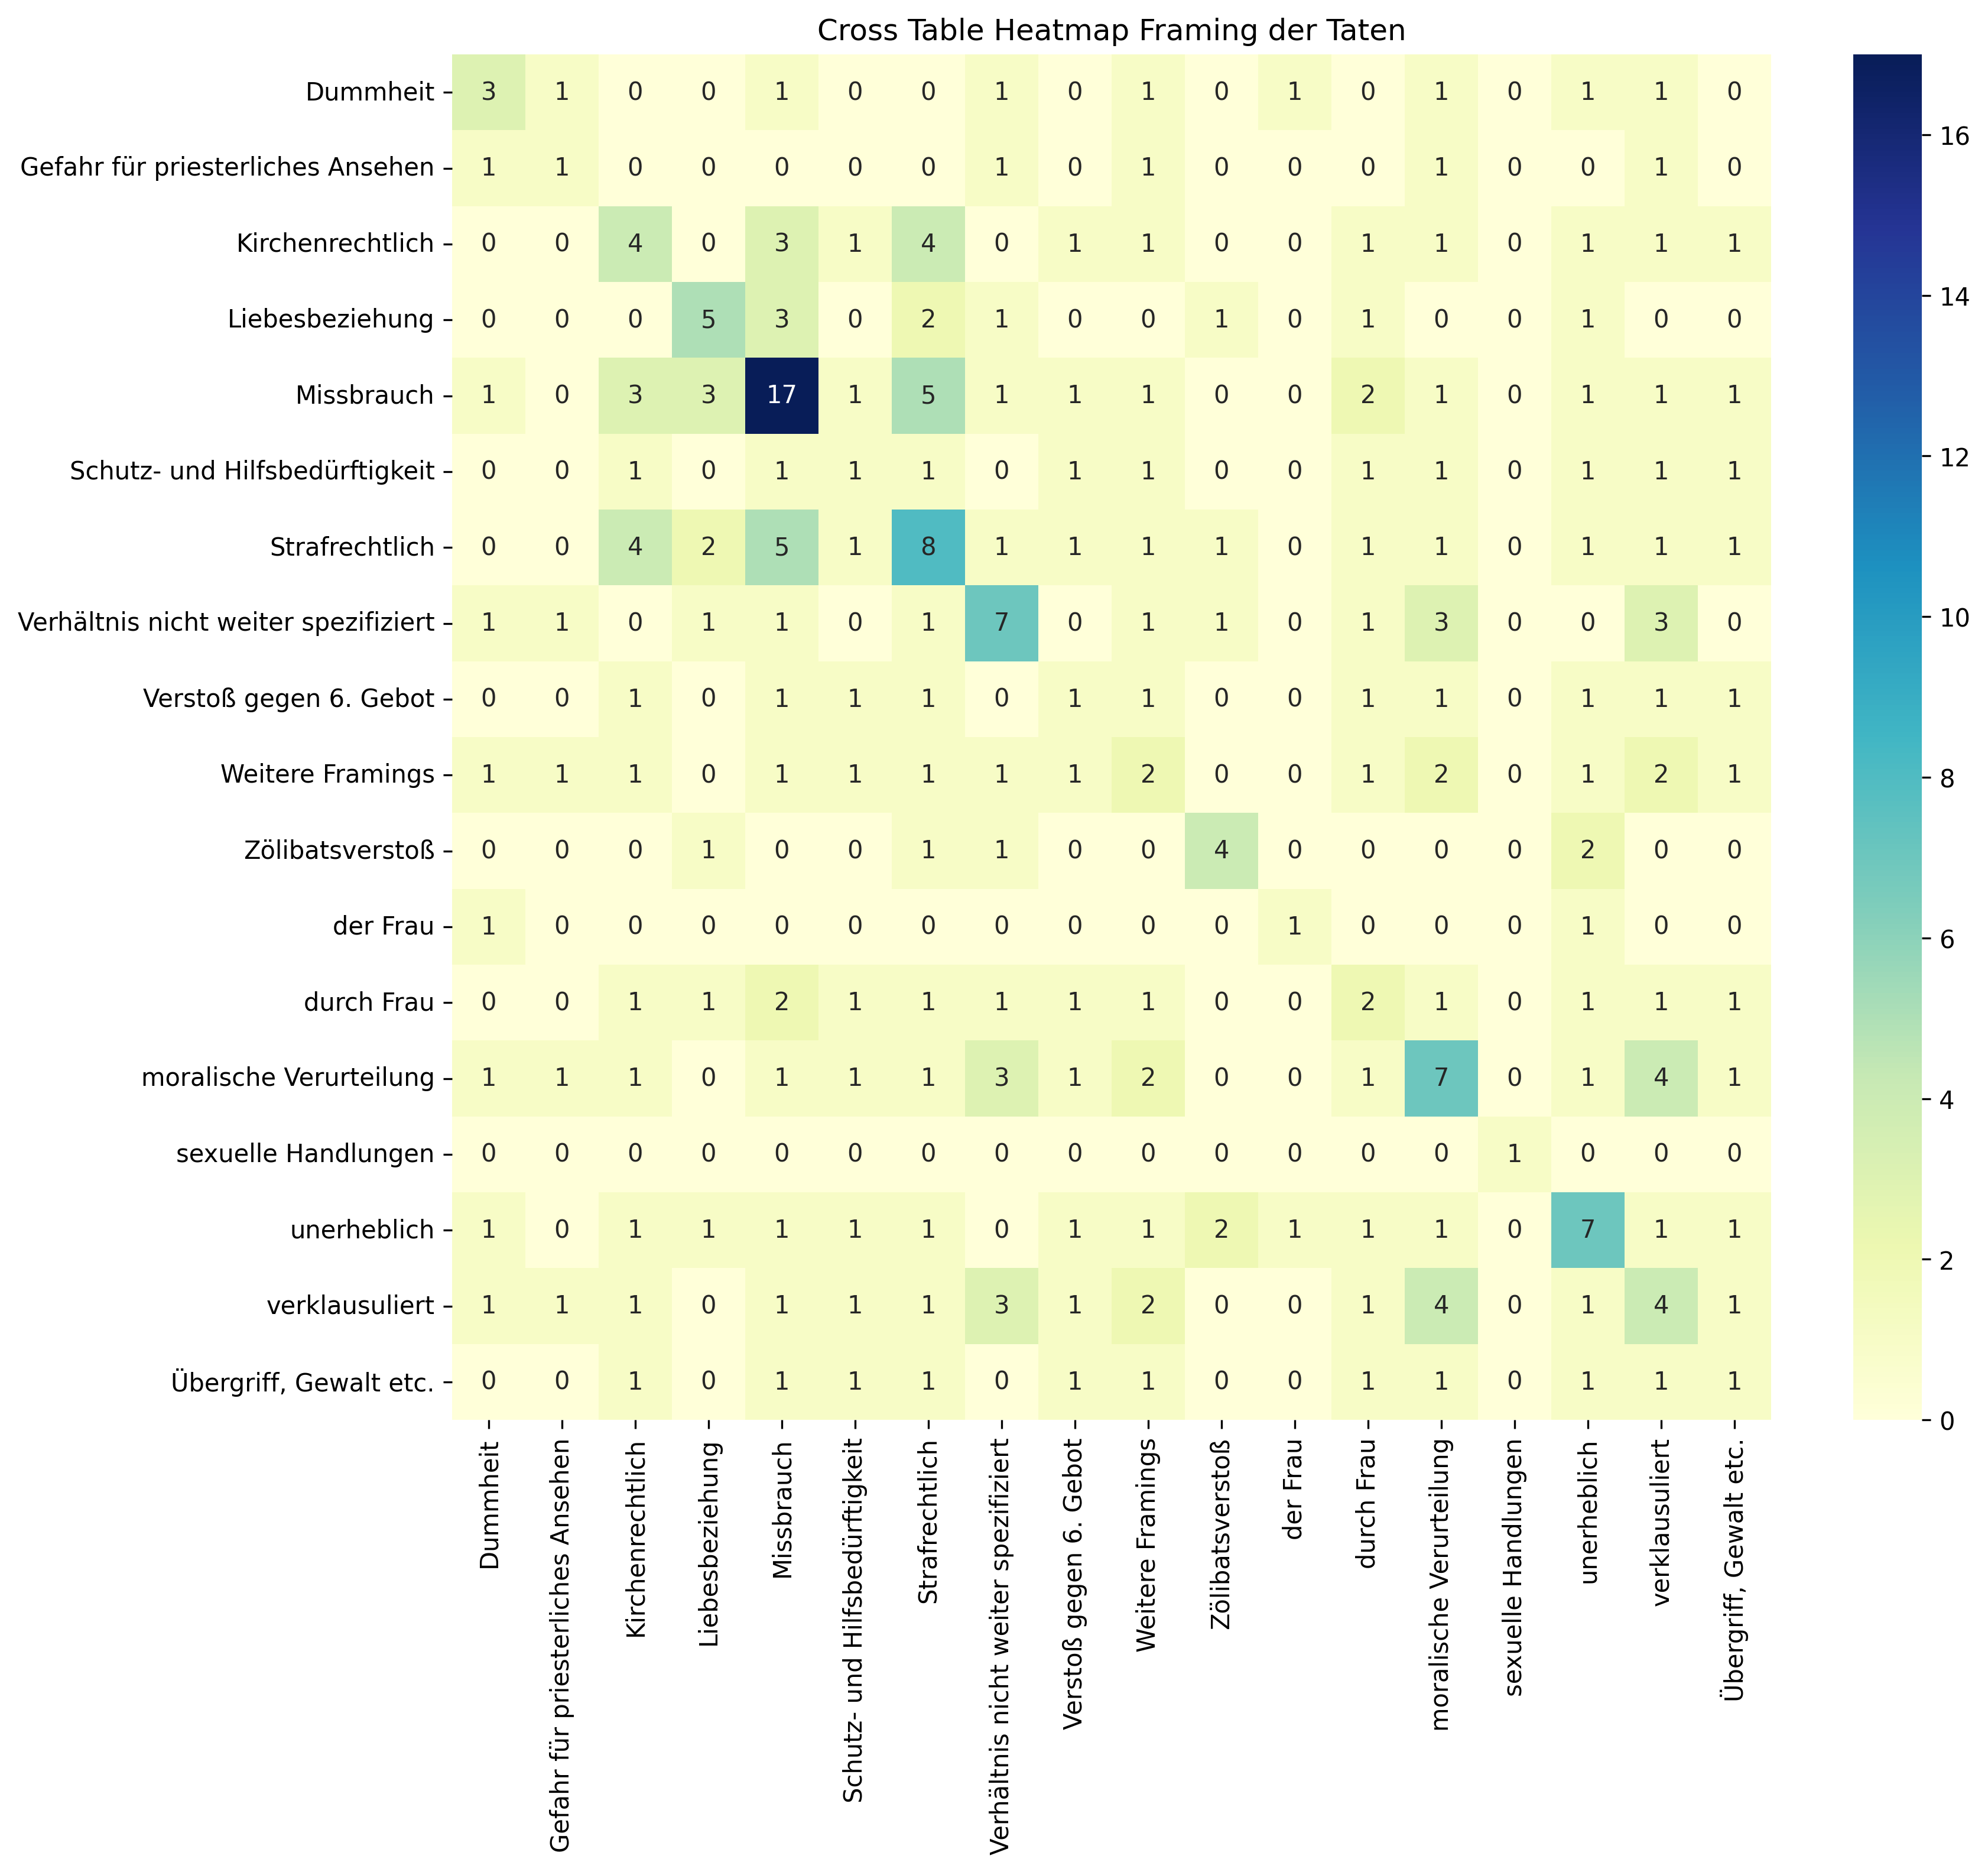 Cross Table Heatmap Framing der Taten
Dummheit 3 1 0 0 1 0 0 1 0 1 0 1 0 1 0 1 1 0
Gefahr für priesterliches Ansehen 1 1 0 0 0 0 0 1 0 1 0 0 0 1 0 0 1 0
Kirchenrechtlich 0 0 4 0 3 1 4 0 1 1 0 0 1 1 0 1 1 1
Liebesbeziehung 0 0 0 5 3 0 2 1 0 0 1 0 1 0 0 1 0 0
Missbrauch 1 0 3 3 17 1 5 1 1 1 0 0 2 1 0 1 1 1
Schutz- und Hilfsbedürftigkeit 0 0 1 0 1 1 1 0 1 1 0 0 1 1 0 1 1 1
Strafrechtlich 0 0 4 2 5 1 8 1 1 1 1 0 1 1 0 1 1 1
Verhältnis nicht weiter spezifiziert 1 1 0 1 1 0 1 7 0 1 1 0 1 3 0 0 3 0
Verstoß gegen 6. Gebot 0 0 1 0 1 1 1 0 1 1 0 0 1 1 0 1 1 1
Weitere Framings 1 1 1 0 1 1 1 1 1 2 0 0 1 2 0 1 2 1
Zölibatsverstoß 0 0 0 1 0 0 1 1 0 0 4 0 0 0 0 2 0 0
der Frau 1 0 0 0 0 0 0 0 0 0 0 1 0 0 0 1 0 0
durch Frau 0 0 1 1 2 1 1 1 1 1 0 0 2 1 0 1 1 1
moralische Verurteilung 1 1 1 0 1 1 1 3 1 2 0 0 1 7 0 1 4 1
sexuelle Handlungen 0 0 0 0 0 0 0 0 0 0 0 0 0 0 1 0 0 0
unerheblich 1 0 1 1 1 1 1 0 1 1 2 1 1 1 0 7 1 1
verklausuliert 1 1 1 0 1 1 1 3 1 2 0 0 1 4 0 1 4 1
Übergriff, Gewalt etc. 0 0 1 0 1 1 1 0 1 1 0 0 1 1 0 1 1 1
Dummheit
Gefahr für priesterliches Ansehen
Kirchenrechtlich
Liebesbeziehung
Missbrauch
Schutz- und Hilfsbedürftigkeit
Strafrechtlich
Verhältnis nicht weiter spezifiziert
Verstoß gegen 6. Gebot
Weitere Framings
Zölibatsverstoß
der Frau
durch Frau
moralische Verurteilung
sexuelle Handlungen
unerheblich
verklausuliert
Übergriff, Gewalt etc.
16
14
12
10
8
6
4
2
0